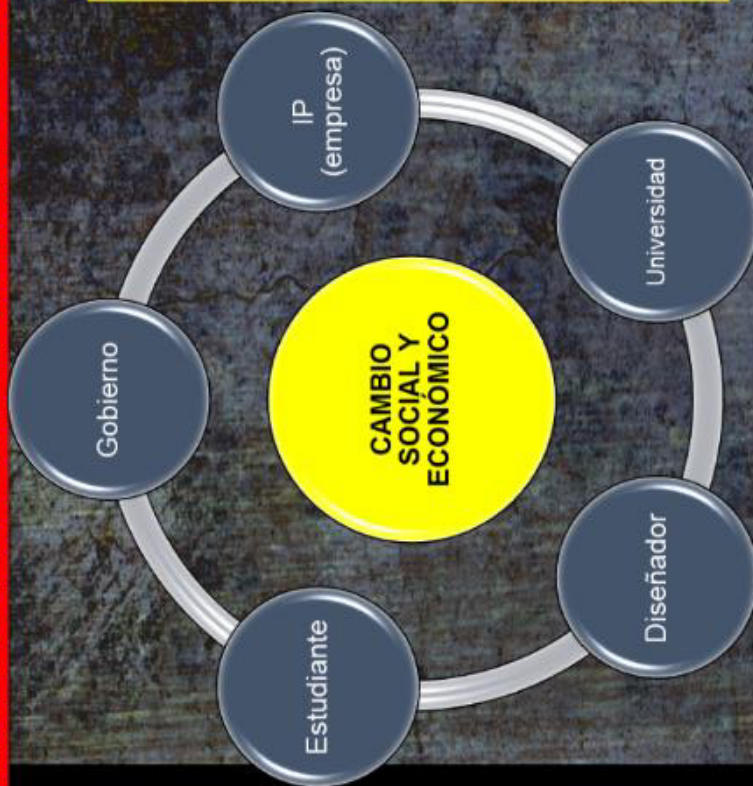 Gobierno
IP
(empresa)
Universidad
Diseñador
Estudiante
CAMBIO
SOCIAL Y
ECONÓMICO